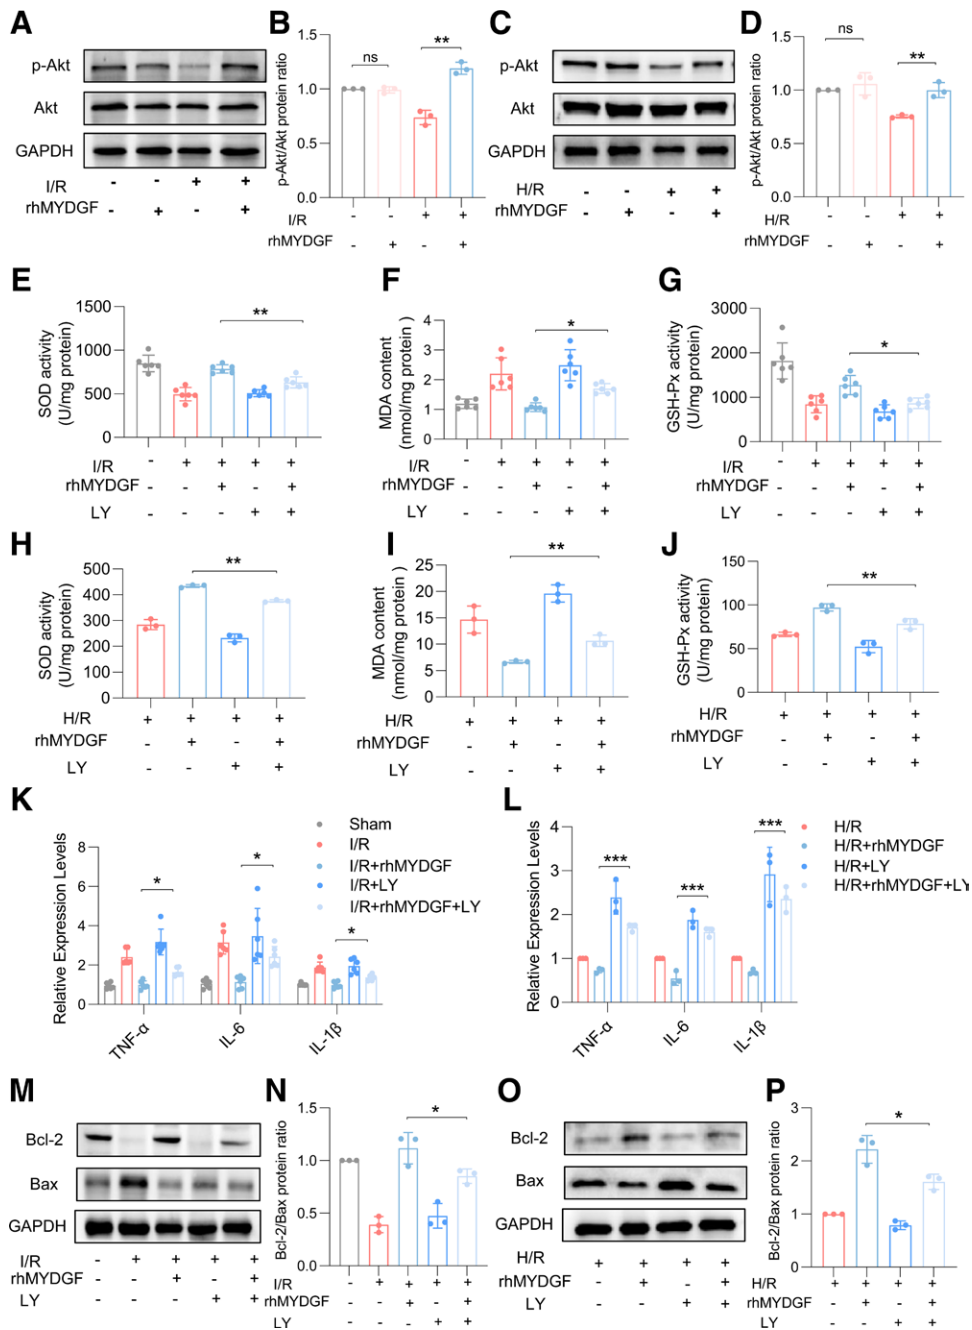 A
p-Akt
Akt
GAPDH
I/R - - + +
rhMYDGF - + - +
B
p-Akt/Akt protein ratio
1.5
1.0
0.5
0.0
ns
**
I/R - - + +
rhMYDGF - + - +
C
p-Akt
Akt
GAPDH
H/R - - + +
rhMYDGF - + - +
D
p-Akt/Akt protein ratio
1.5
1.0
0.5
0.0
ns
**
H/R - - + +
rhMYDGF - + - +
E
SOD activity
(U/mg protein)
1500
1000
500
0
**
I/R - + + + +
rhMYDGF - - + - +
LY - - - + +
F
MDA content
(nmol/mg protein )
4
3
2
1
0
*
I/R - + + + +
rhMYDGF - - + - +
LY - - - + +
G
GSH-Px activity
(U/mg protein)
3000
2000
1000
0
*
I/R - + + + +
rhMYDGF - - + - +
LY - - - + +
H
SOD activity
(U/mg protein)
500
400
300
200
100
0
**
H/R + + + +
rhMYDGF - + - +
LY - - + +
I
MDA content
(nmol/mg protein )
25
20
15
10
5
0
**
H/R + + + +
rhMYDGF - + - +
LY - - + +
J
GSH-Px activity
(U/mg protein)
150
100
50
0
**
H/R + + + +
rhMYDGF - + - +
LY - - + +
K
Relative Expression Levels
8
6
4
2
0
*
*
*
TNF-α
IL-6
IL-1β
Sham
I/R
I/R+rhMYDGF
I/R+LY
I/R+rhMYDGF+LY
L
Relative Expression Levels
4
3
2
1
0
***
***
***
TNF-α
IL-6
IL-1β
H/R
H/R+rhMYDGF
H/R+LY
H/R+rhMYDGF+LY
M
Bcl-2
Bax
GAPDH
I/R - + + + +
rhMYDGF - - + - +
LY - - - + +
N
Bcl-2/Bax protein ratio
1.5
1.0
0.5
0.0
*
I/R - + + + +
rhMYDGF - - + - +
LY - - - + +
O
Bcl-2
Bax
GAPDH
H/R + + + +
rhMYDGF - + - +
LY - - + +
P
Bcl-2/Bax protein ratio
3
2
1
0
*
H/R + + + +
rhMYDGF - + - +
LY - - + +